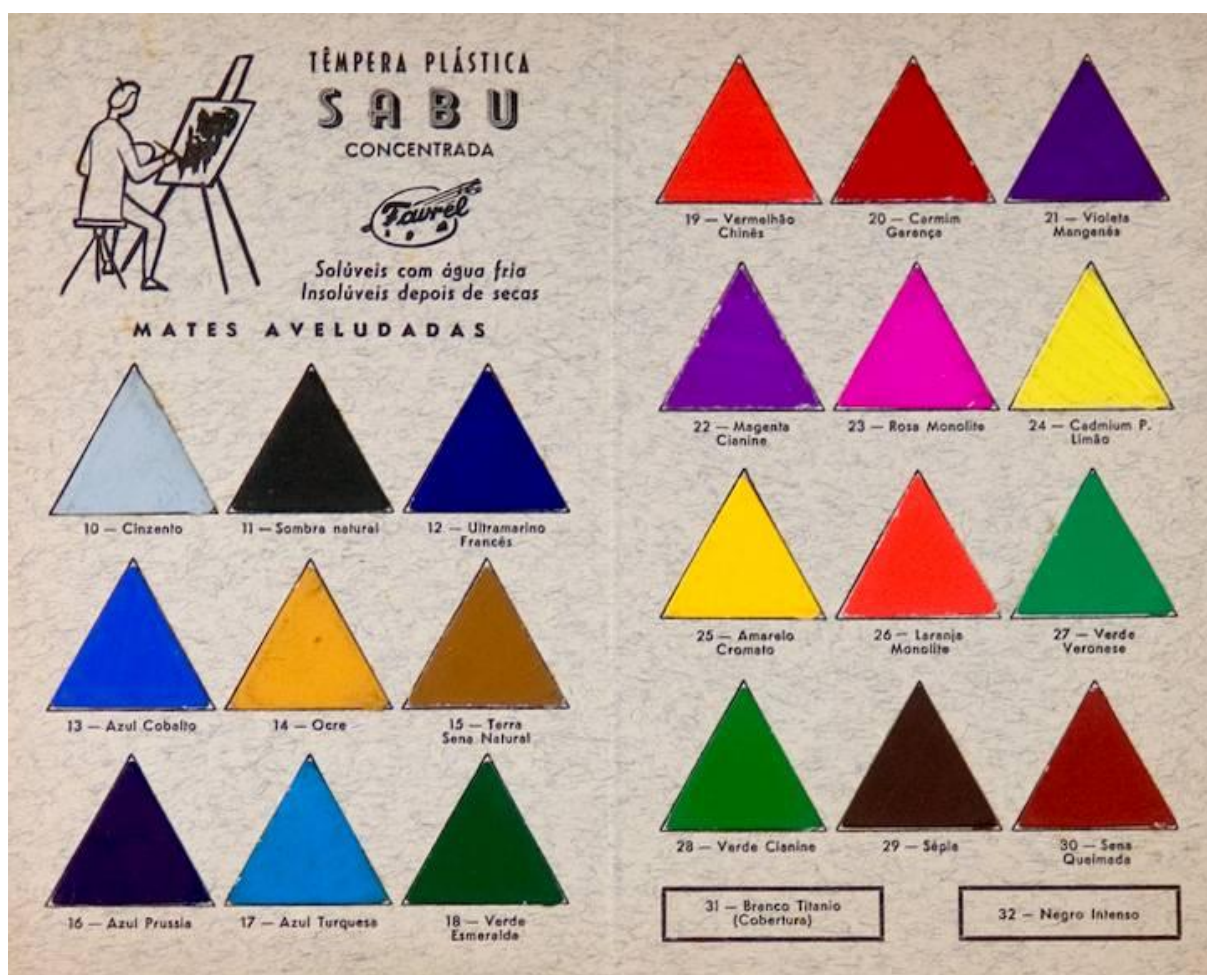 TÊMPERA PLÁSTICA
SABU
CONCENTRADA
Favrel
Solúveis com água fria
Insolúveis depois de secas
MATES AVELUDADAS
10 — Cinzento
11 — Sombra natural
12 — Ultramarino
Francês
13 — Azul Cobalto
14 — Ocre
15 — Terra
Sena Natural
16 — Azul Prussia
17 — Azul Turquesa
18 — Verde
Esmeralda
19 — Vermelhão
Chinês
20 — Carmim
Garança
21 — Violeta
Manganês
22 — Magenta
Cianine
23 — Rosa Monolite
24 — Cadmium P.
Limão
25 — Amarelo
Cromato
26 — Laranja
Monolite
27 — Verde
Veronese
28 — Verde Cianine
29 — Sépia
30 — Sena
Queimada
31 — Branco Titanio
(Cobertura)
32 — Negro Intenso